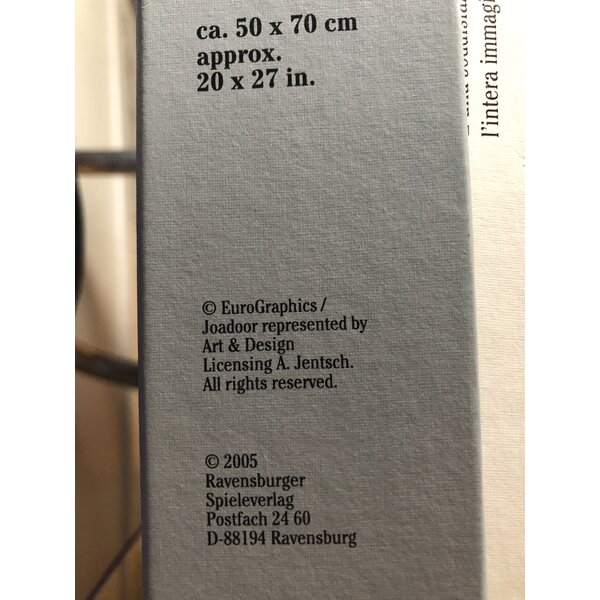 ca. 50 x 70 cm
approx.
20 x 27 in.
© EuroGraphics /
Joadoor represented by
Art & Design
Licensing A. Jentsch.
All rights reserved.
© 2005
Ravensburger
Spieleverlag
Postfach 24 60
D-88194 Ravensburg
l'intera